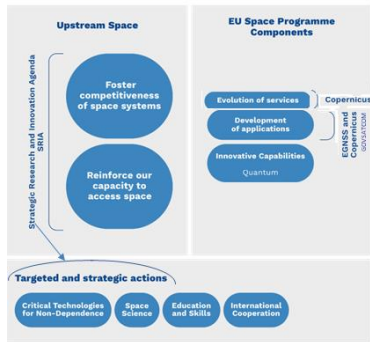 Upstream Space
Foster
competitiveness
of space systems
Reinforce our
capacity to
access space
Strategic Research and Innovation Agenda
SRIA
EU Space Programme
Components
Evolution of services
Copernicus
Development
of applications
EGNSS and
Copernicus
GOVSATCOM
Innovative Capabilities
Quantum
Targeted and strategic actions
Critical Technologies
for Non-Dependence
Space
Science
Education
and Skills
International
Cooperation